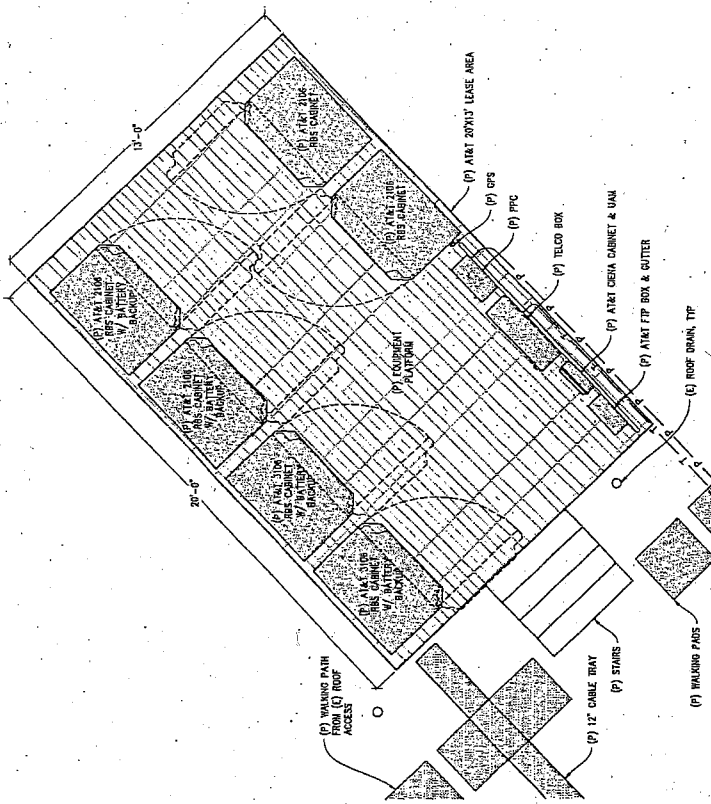 13'-0"
20'-0"
(P) AT&T 2106
RBS CABINET
(P) AT&T 2106
RBS CABINET
(P) AT&T 3106
RBS CABINET
W/ BATTERY
BACKUP
(P) AT&T 3106
RBS CABINET
W/ BATTERY
BACKUP
(P) AT&T 3106
RBS CABINET
W/ BATTERY
BACKUP
(P) AT&T 3106
RBS CABINET
W/ BATTERY
BACKUP
(P) EQUIPMENT
PLATFORM
(P) AT&T 20'X13' LEASE AREA
(P) GPS
(P) PPC
(P) TELCO BOX
(P) AT&T CIENA CABINET & UAM
(P) AT&T FTP BOX & GUTTER
(E) ROOF DRAIN, TYP
(P) WALKING PATH
FROM (E) ROOF
ACCESS
(P) 12" CABLE TRAY
(P) STAIRS
(P) WALKING PADS